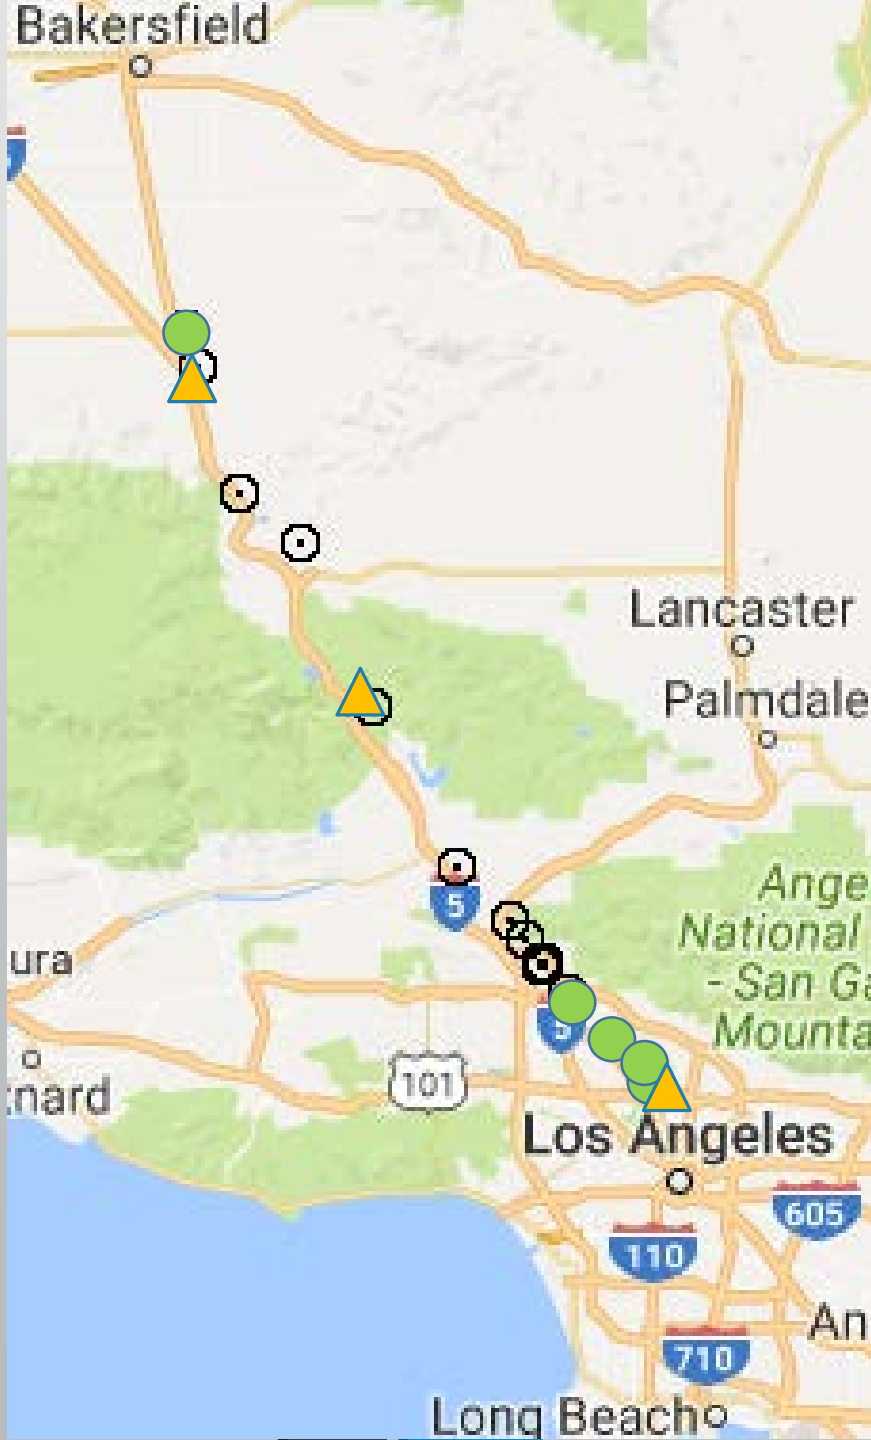 Bakersfield
Lancaster
Palmdale
5
Ange
National
- San Ga
Mounta
ura
5
101
nard
Los Angeles
605
110
An
710
Long Beach